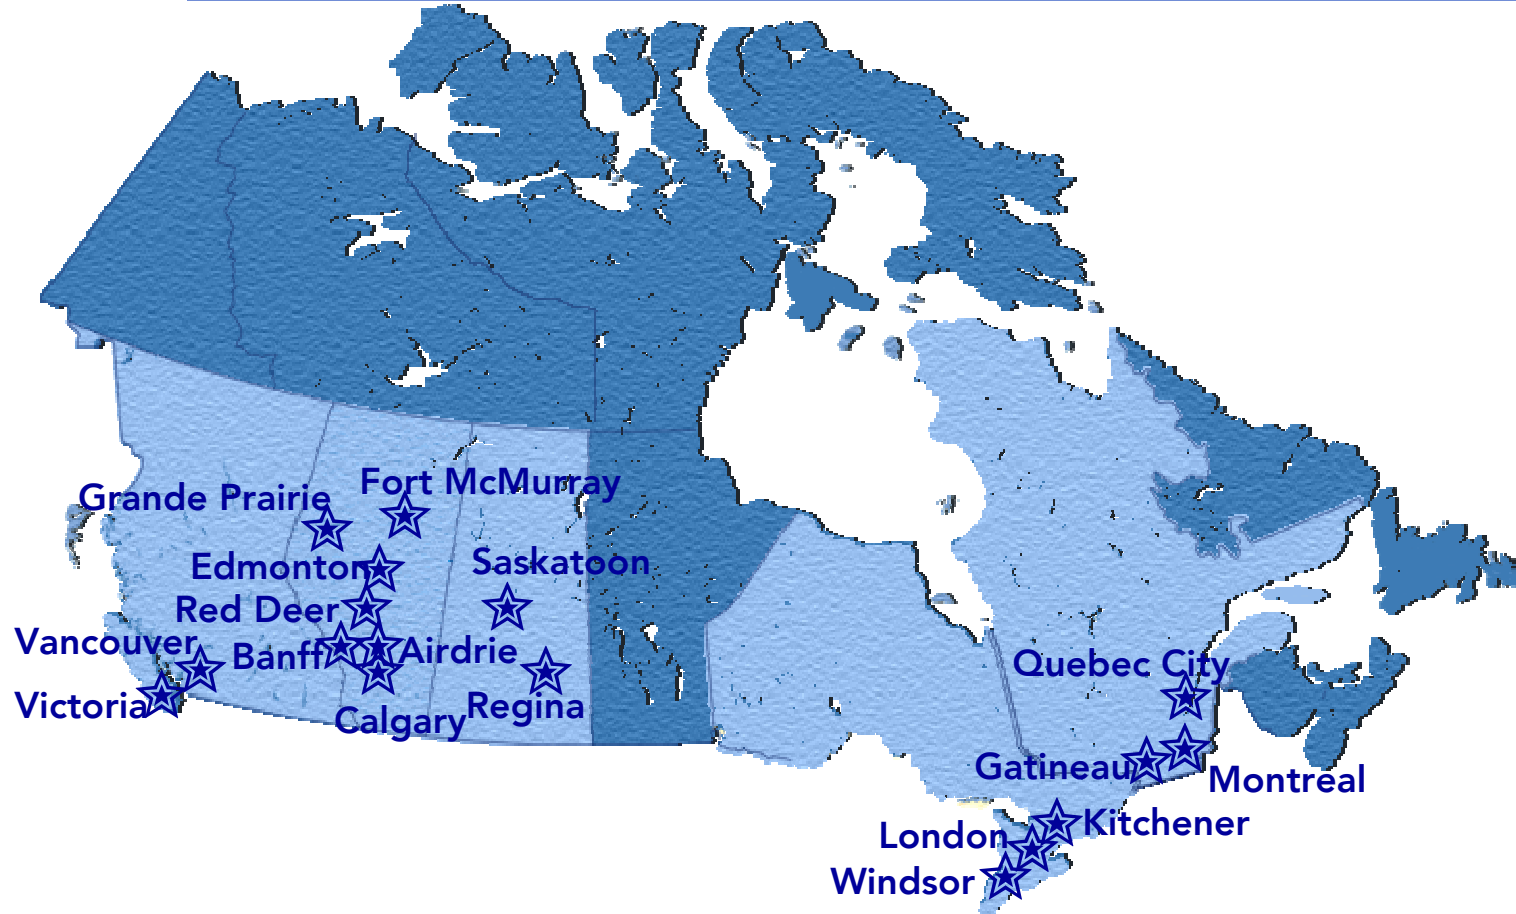 Fort McMurray
Grande Prairie
Edmonton
Saskatoon
Red Deer
Vancouver
Banff
Airdrie
Quebec City
Victoria
Regina
Calgary
Gatineau
Montreal
Kitchener
London
Windsor